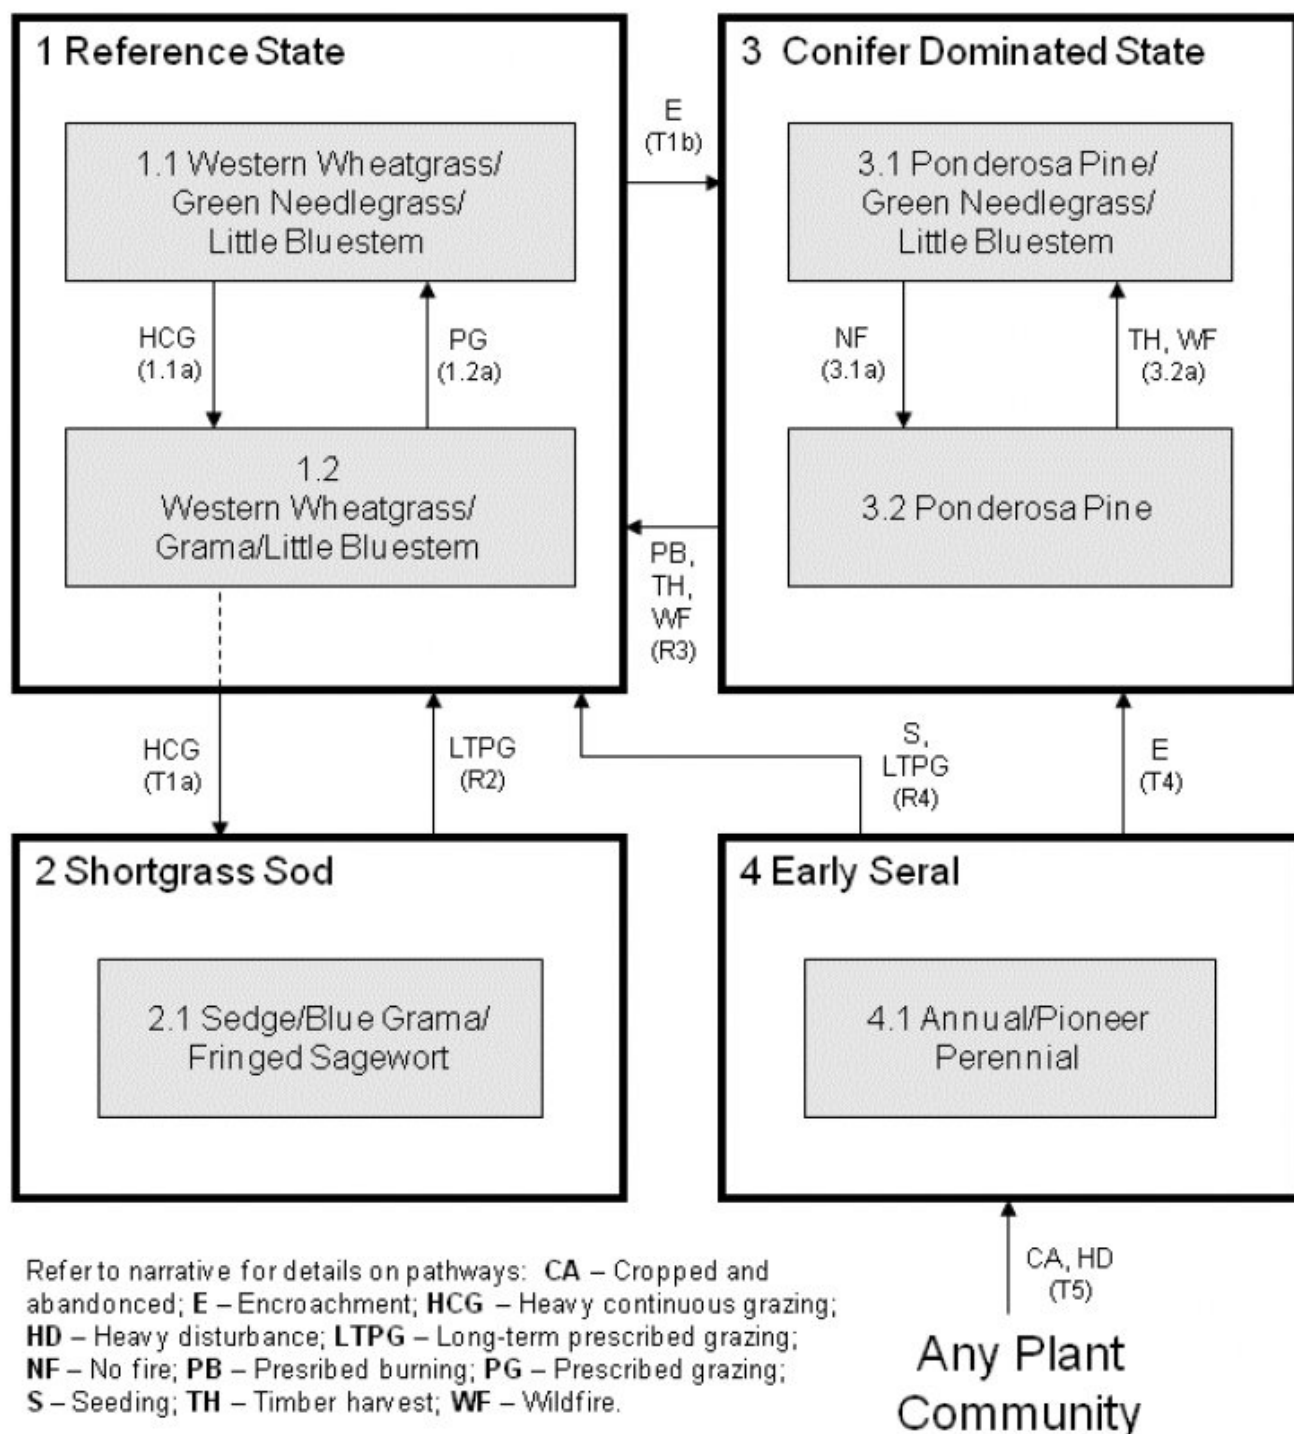 1 Reference State
1.1 Western Wheatgrass/
Green Needlegrass/
Little Bluestem
HCG
(1.1a)
PG
(1.2a)
1.2
Western Wheatgrass/
Grama/Little Bluestem
E
(T1b)
3 Conifer Dominated State
3.1 Ponderosa Pine/
Green Needlegrass/
Little Bluestem
NF
(3.1a)
TH, WF
(3.2a)
3.2 Ponderosa Pine
PB,
TH,
WF
(R3)
HCG
(T1a)
LTPG
(R2)
S,
LTPG
(R4)
E
(T4)
2 Shortgrass Sod
2.1 Sedge/Blue Grama/
Fringed Sagewort
4 Early Seral
4.1 Annual/Pioneer
Perennial
CA, HD
(T5)
Any Plant
Community
Refer to narrative for details on pathways: CA – Cropped and
abandonced; E – Encroachment; HCG – Heavy continuous grazing;
HD – Heavy disturbance; LTPG – Long-term prescribed grazing;
NF – No fire; PB – Presribed burning; PG – Prescribed grazing;
S – Seeding; TH – Timber harvest; WF – Wildfire.